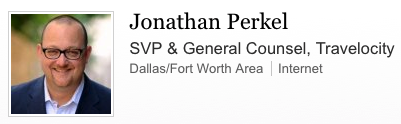 Jonathan Perkel
SVP & General Counsel, Travelocity
Dallas/Fort Worth Area | Internet